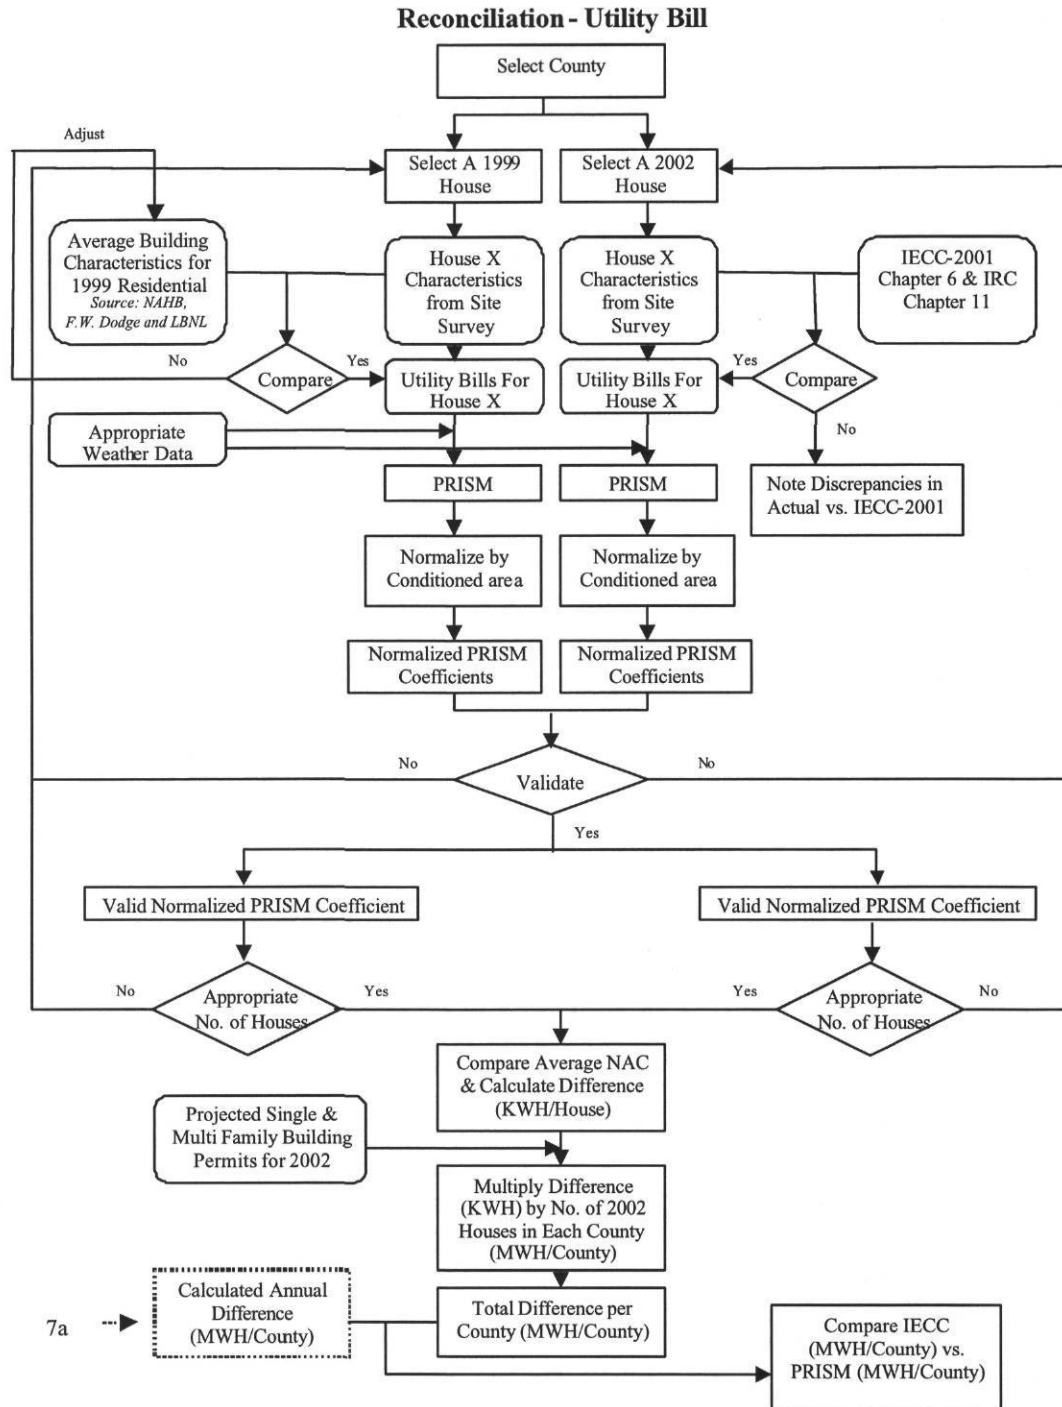 Reconciliation - Utility Bill
Select County
Adjust
Select A 1999
House
Select A 2002
House
Average Building
Characteristics for
1999 Residential
Source: NAHB,
F.W. Dodge and LBNL
House X
Characteristics
from Site
Survey
House X
Characteristics
from Site
Survey
IECC-2001
Chapter 6 & IRC
Chapter 11
No
Compare
Yes
Utility Bills For
House X
Utility Bills For
House X
Yes
Compare
No
Appropriate
Weather Data
PRISM
PRISM
Note Discrepancies in
Actual vs. IECC-2001
Normalize by
Conditioned area
Normalize by
Conditioned area
Normalized PRISM
Coefficients
Normalized PRISM
Coefficients
No
Validate
No
Yes
Valid Normalized PRISM Coefficient
Valid Normalized PRISM Coefficient
No
Appropriate
No. of Houses
Yes
Yes
Appropriate
No. of Houses
No
Compare Average NAC
& Calculate Difference
(KWH/House)
Projected Single &
Multi Family Building
Permits for 2002
Multiply Difference
(KWH) by No. of 2002
Houses in Each County
(MWH/County)
7a
Calculated Annual
Difference
(MWH/County)
Total Difference per
County (MWH/County)
Compare IECC
(MWH/County) vs.
PRISM (MWH/County)